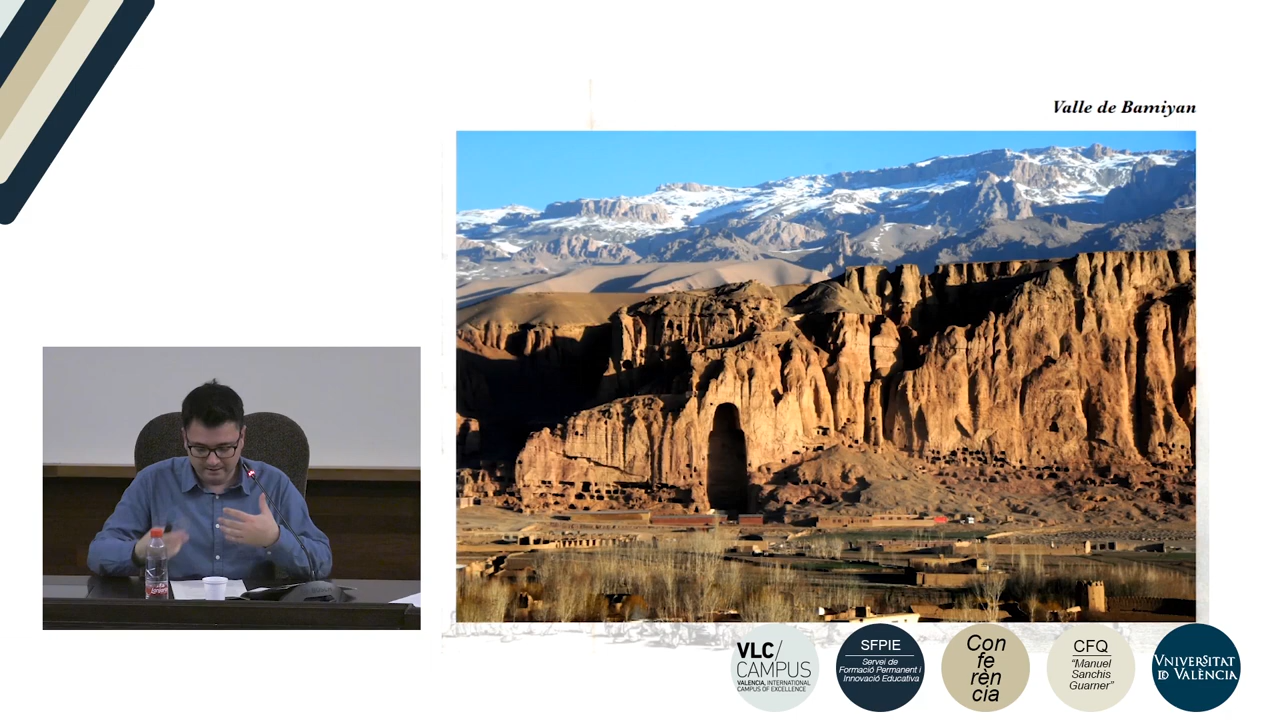 Valle de Bamiyan
VLC/
CAMPUS
VALENCIA, INTERNATIONAL
CAMPUS OF EXCELLENCE
SFPIE
Servei de
Formació Permanent i
Innovació Educativa
Con
fe
rèn
cia
CFQ
"Manuel
Sanchis
Guarner"
VNIVERSITAT
ID VALÈNCIA